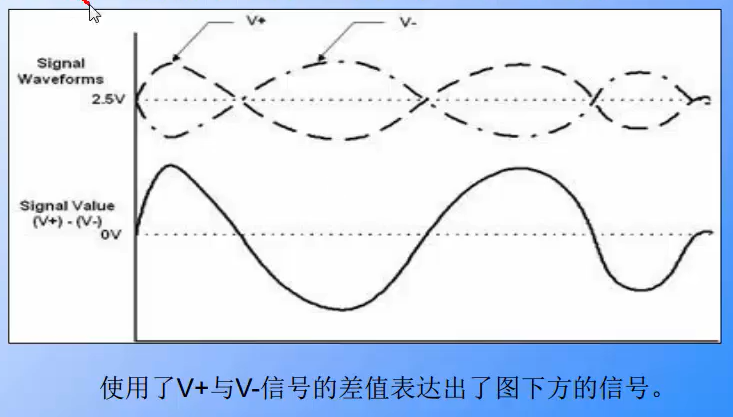 V+
V-
Signal
Waveforms
2.5V
Signal Value
(V+) - (V-)
0V
使用了V+与V-信号的差值表达出了图下方的信号。